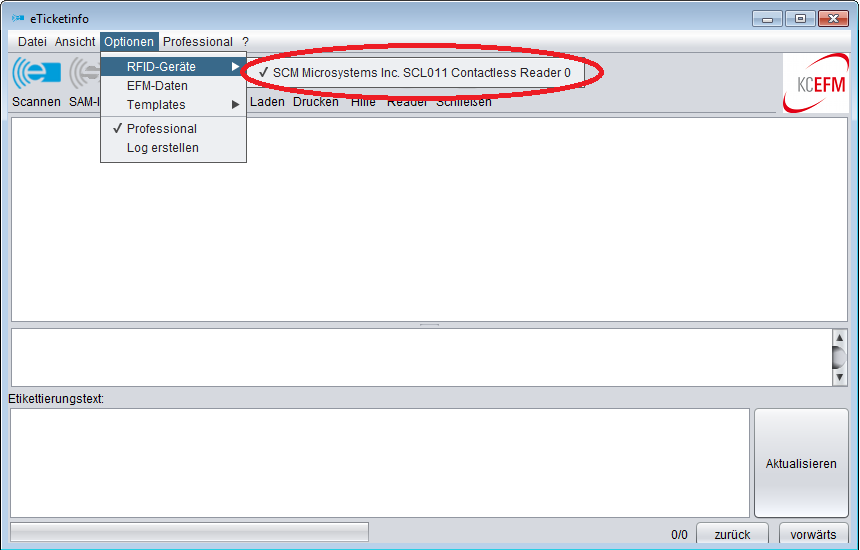 eTicketinfo
Datei Ansicht Optionen Professional ?
RFID-Geräte
✓ SCM Microsystems Inc. SCL011 Contactless Reader 0
EFM-Daten
Templates
✓ Professional
Log erstellen
Scannen SAM-I Laden Drucken Hilfe Reader Schließen
KCEFM
Etikettierungstext:
Aktualisieren
0/0 zurück vorwärts